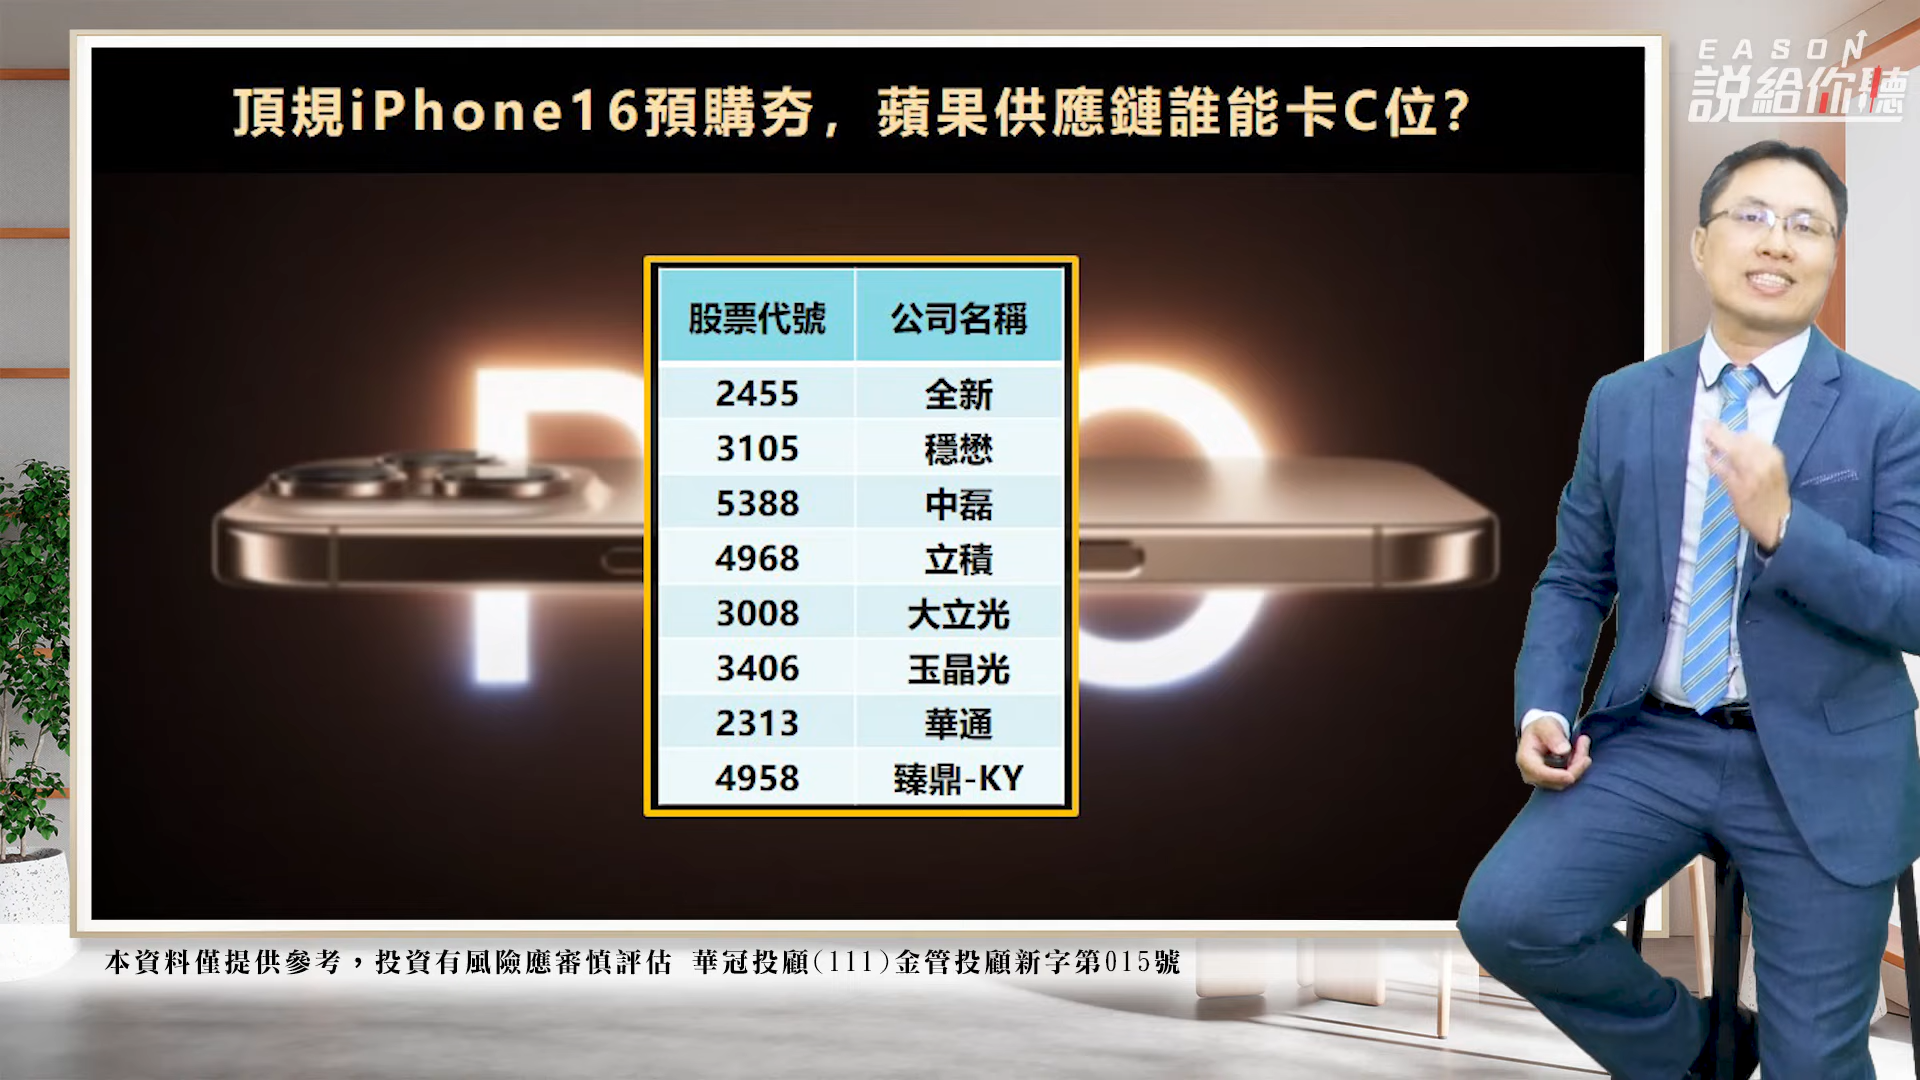 頂規iPhone16預購夯，蘋果供應鏈誰能卡C位?
EASON
說給你聽
股票代號 公司名稱
2455 全新
3105 穩懋
5388 中磊
4968 立積
3008 大立光
3406 玉晶光
2313 華通
4958 臻鼎-KY
本資料僅提供參考，投資有風險應審慎評估 華冠投顧(111)金管投顧新字第015號